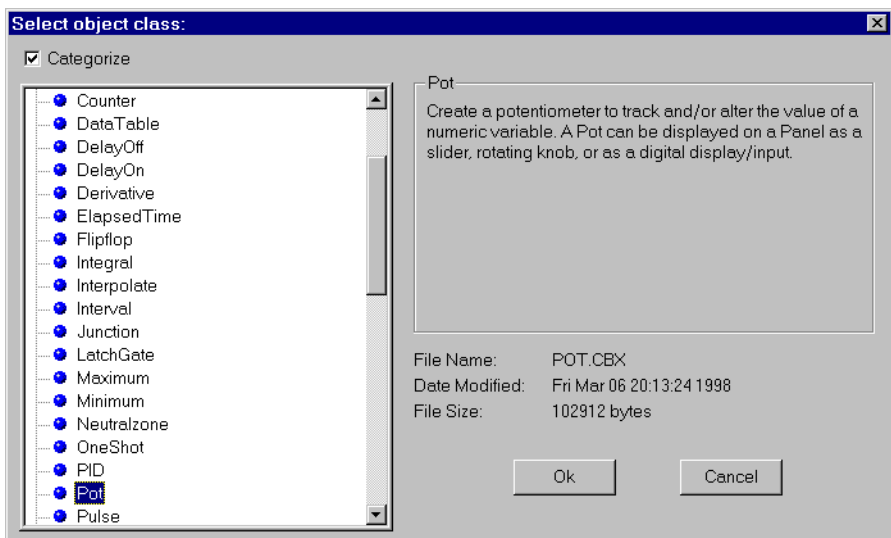 Select object class:
Categorize
Counter
DataTable
DelayOff
DelayOn
Derivative
ElapsedTime
Flipflop
Integral
Interpolate
Interval
Junction
LatchGate
Maximum
Minimum
Neutralzone
OneShot
PID
Pot
Pulse
Pot
Create a potentiometer to track and/or alter the value of a
numeric variable. A Pot can be displayed on a Panel as a
slider, rotating knob, or as a digital display/input.
File Name: POT.CBX
Date Modified: Fri Mar 06 20:13:24 1998
File Size: 102912 bytes
Ok Cancel